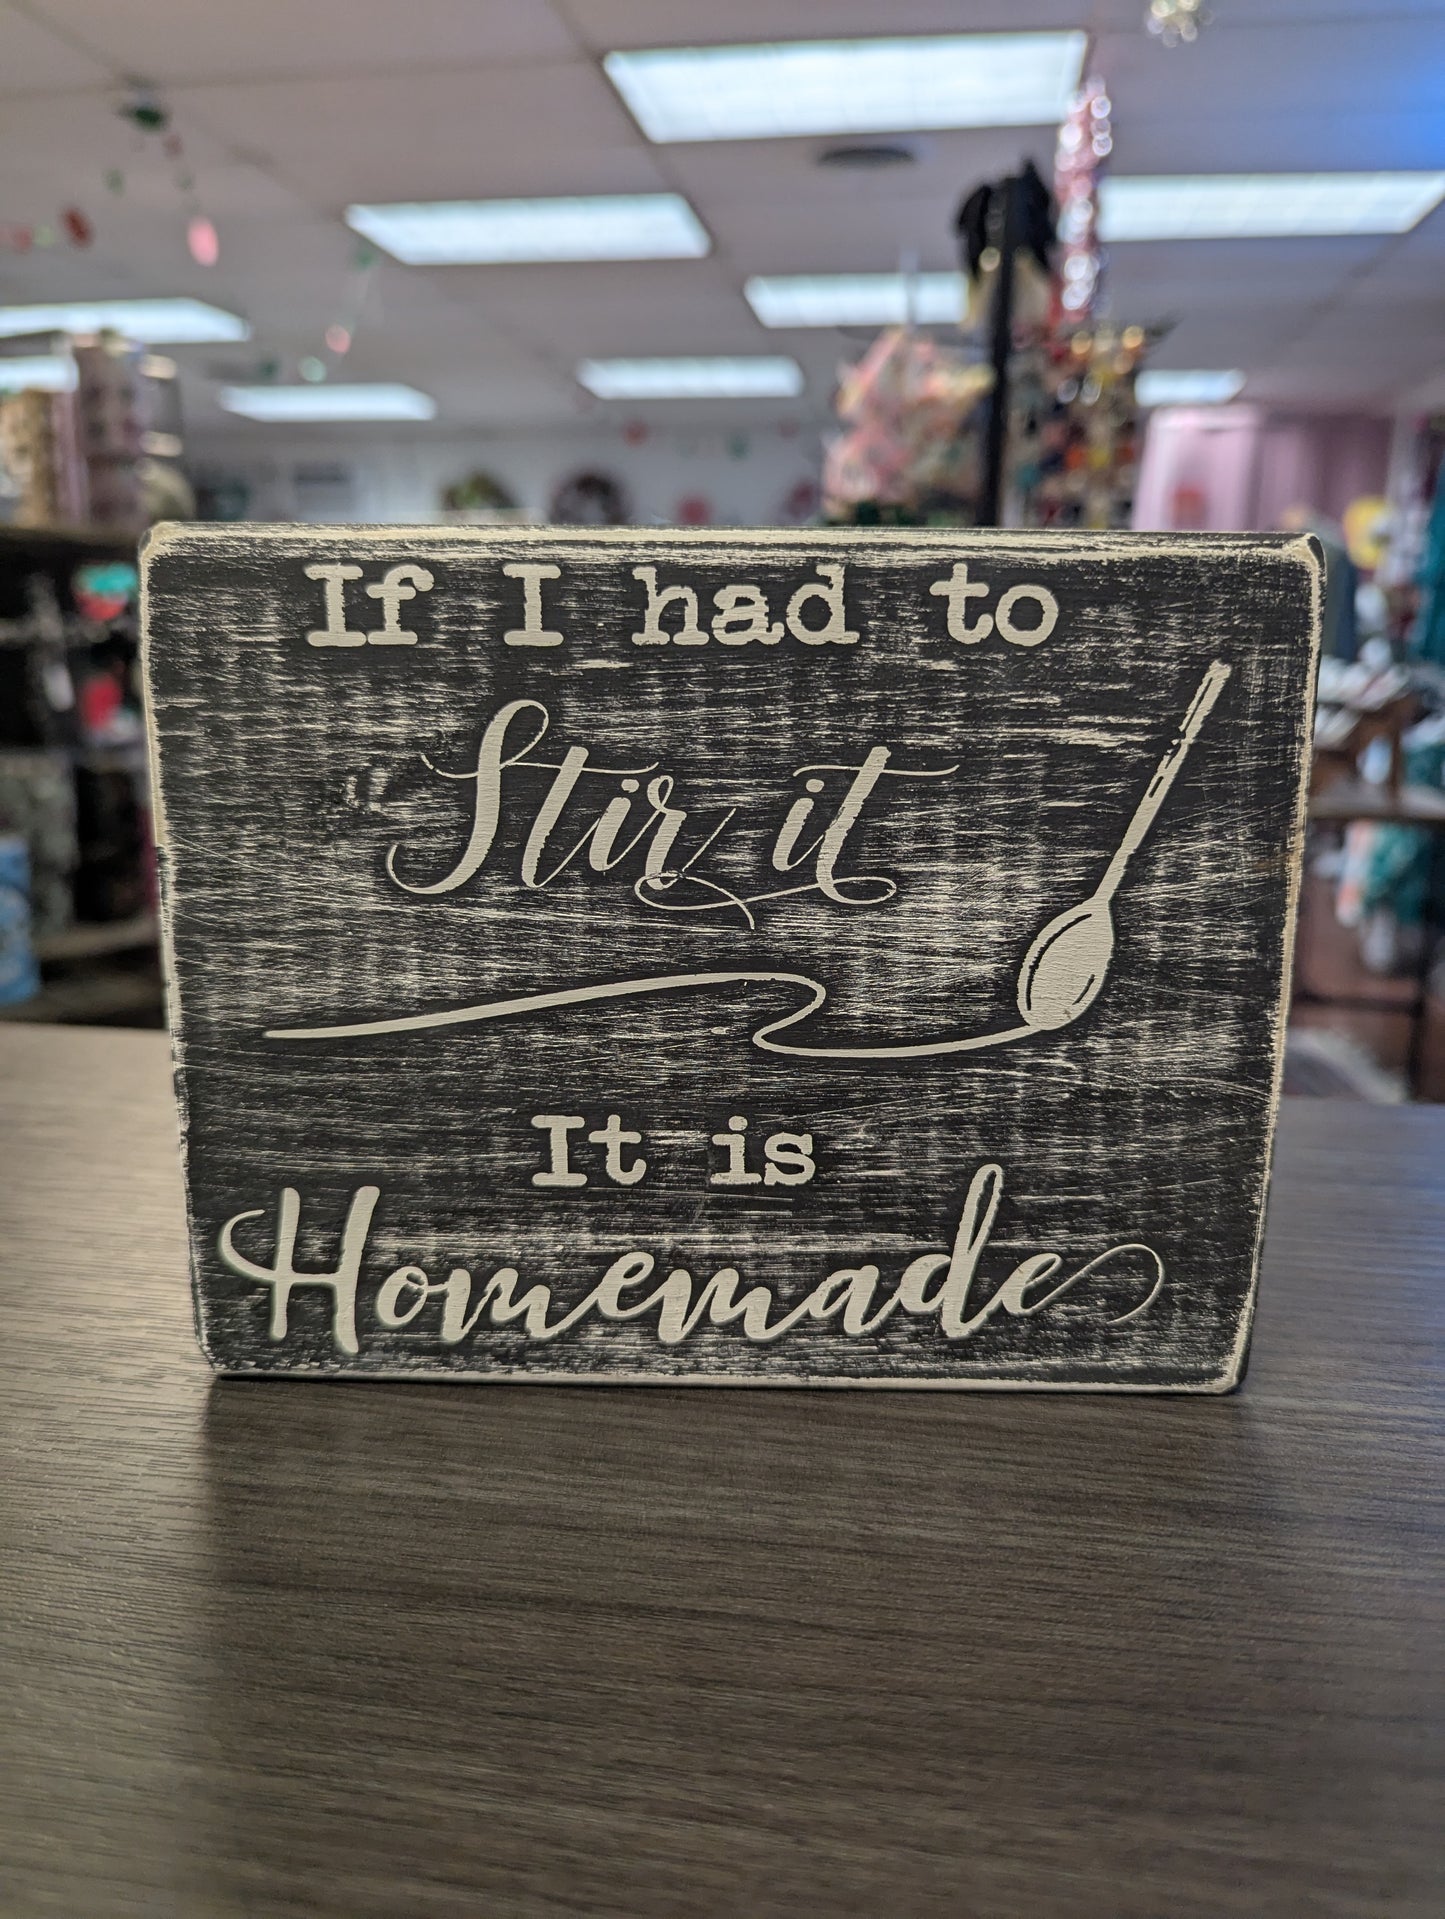 If I had to
Stir it
It is
Homemade